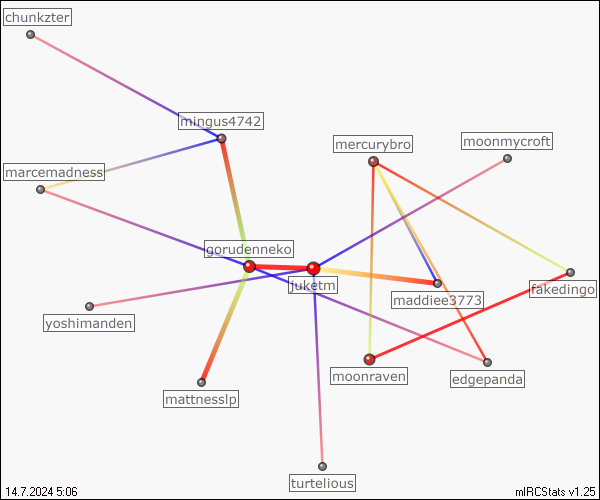 chunkzter
mingus4742
mercurybro
moonmycroft
marcemadness
gorudenneko
juketm
maddiee3773
fakedingo
yoshimanden
moonraven
edgepanda
mattnesslp
turtelious
14.7.2024 5:06
mIRCStats v1.25